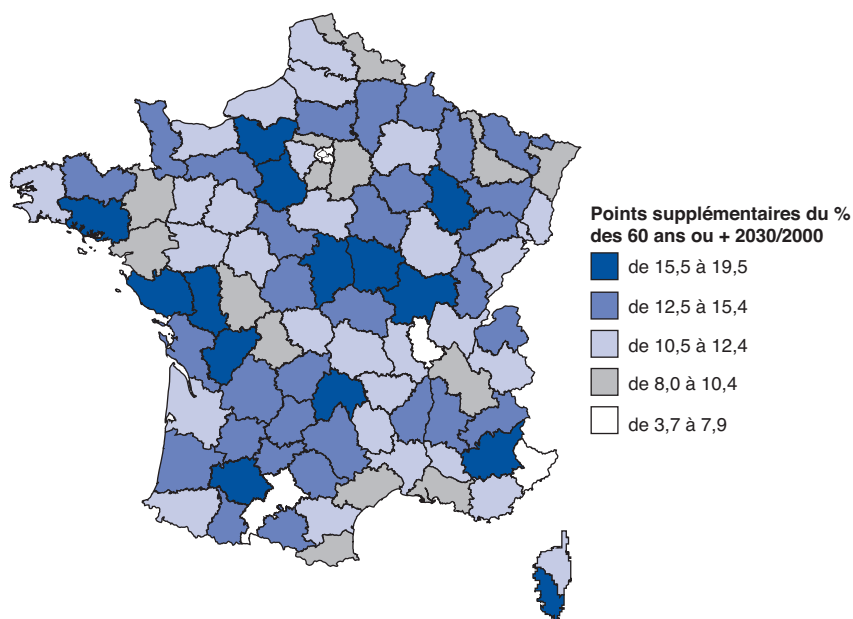 Points supplémentaires du %
des 60 ans ou + 2030/2000
de 15,5 à 19,5
de 12,5 à 15,4
de 10,5 à 12,4
de 8,0 à 10,4
de 3,7 à 7,9